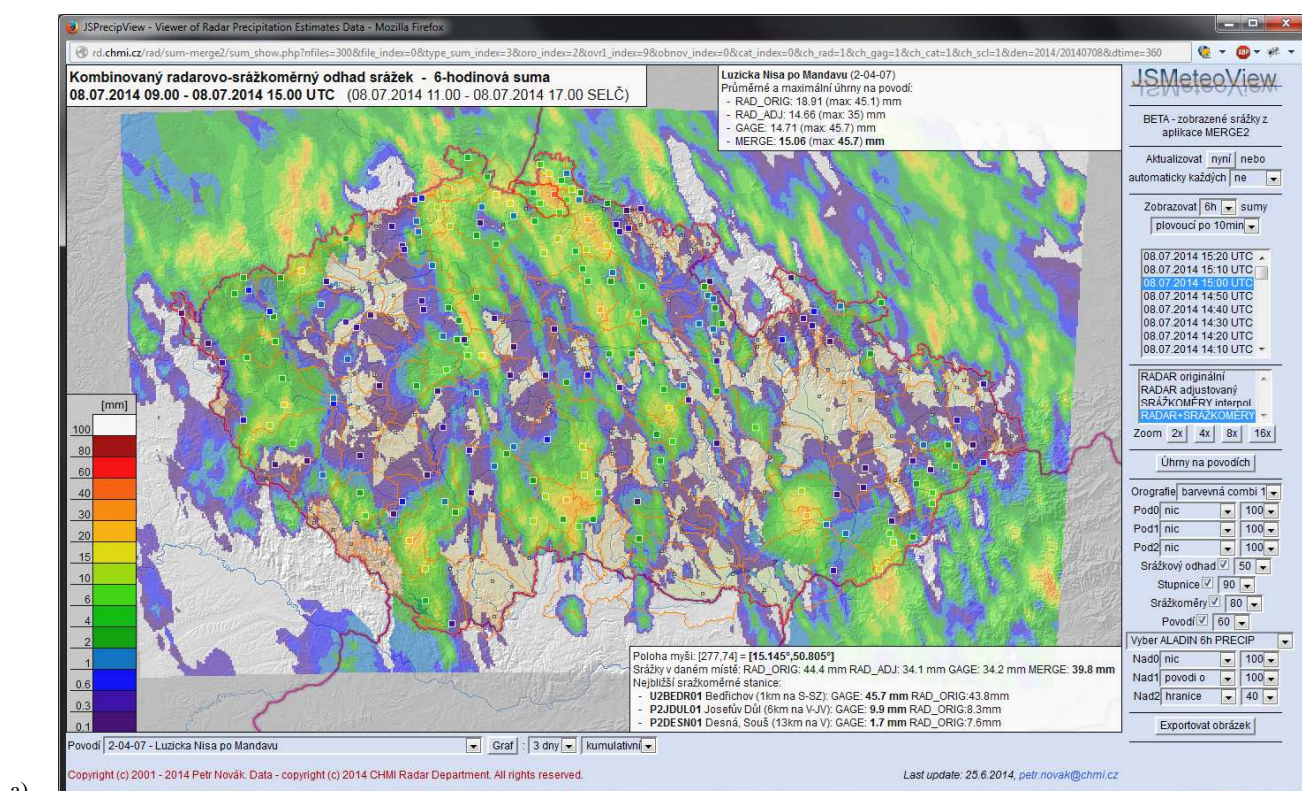 JSPrecipView - Viewer of Radar Precipitation Estimates Data - Mozilla Firefox
rd.chmi.cz/rad/sum-merge2/sum_show.php?nfiles=300&file_index=0&type_sum_index=3&oro_index=2&ovr1_index=9&obnov_index=0&cat_index=0&ch_rad=1&ch_gag=1&ch_cat=1&ch_scl=1&den=2014/20140708&dtime=360
Kombinovaný radarovo-srážkoměrný odhad srážek - 6-hodinová suma
08.07.2014 09.00 - 08.07.2014 15.00 UTC (08.07.2014 11.00 - 08.07.2014 17.00 SELČ)
Luzicka Nisa po Mandavu (2-04-07)
Průměrné a maximální úhrny na povodí:
- RAD_ORIG: 18.91 (max: 45.1) mm
- RAD_ADJ: 14.66 (max: 35) mm
- GAGE: 14.71 (max: 45.7) mm
- MERGE: 15.06 (max: 45.7) mm
JSMeteoView
BETA - zobrazené srážky z
aplikace MERGE2
Aktualizovat nyní nebo
automaticky každých ne
Zobrazovat 6h sumy
plovoucí po 10min
08.07.2014 15:20 UTC
08.07.2014 15:10 UTC
08.07.2014 15:00 UTC
08.07.2014 14:50 UTC
08.07.2014 14:40 UTC
08.07.2014 14:30 UTC
08.07.2014 14:20 UTC
08.07.2014 14:10 UTC
RADAR originální
RADAR adjustovaný
SRÁŽKOMĚRY interpol
RADAR+SRÁŽKOMĚRY
Zoom 2x 4x 8x 16x
Úhrny na povodích
Orografie barvevná combi 1
Pod0 nic 100
Pod1 nic 100
Pod2 nic 100
Srážkový odhad 50
Stupnice 90
Srážkoměry 80
Povodí 60
Vyber ALADIN 6h PRECIP
Nad0 nic 100
Nad1 povodi o 100
Nad2 hranice 40
Exportovat obrázek
[mm]
100
80
60
40
30
20
15
10
6
4
2
1
0.6
0.3
0.1
Poloha myši: [277,74] = [15.145°,50.805°]
Srážky v daném místě: RAD_ORIG: 44.4 mm RAD_ADJ: 34.1 mm GAGE: 34.2 mm MERGE: 39.8 mm
Nejbližší srážkoměrné stanice:
- U2BEDR01 Bedřichov (1km na S-SZ): GAGE: 45.7 mm RAD_ORIG:43.8mm
- P2JDUL01 Josefův Důl (6km na V-JV): GAGE: 9.9 mm RAD_ORIG:8.3mm
- P2DESN01 Desná, Souš (13km na V): GAGE: 1.7 mm RAD_ORIG:7.6mm
Povodí 2-04-07 - Luzicka Nisa po Mandavu Graf : 3 dny kumulativní
Copyright (c) 2001 - 2014 Petr Novák. Data - copyright (c) 2014 CHMI Radar Department. All rights reserved.
Last update: 25.6.2014, petr.novak@chmi.cz
a)